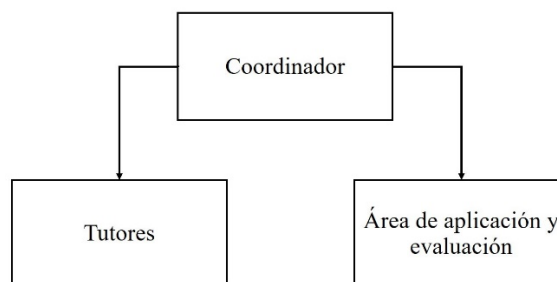 Coordinador
Tutores
Área de aplicación y
evaluación